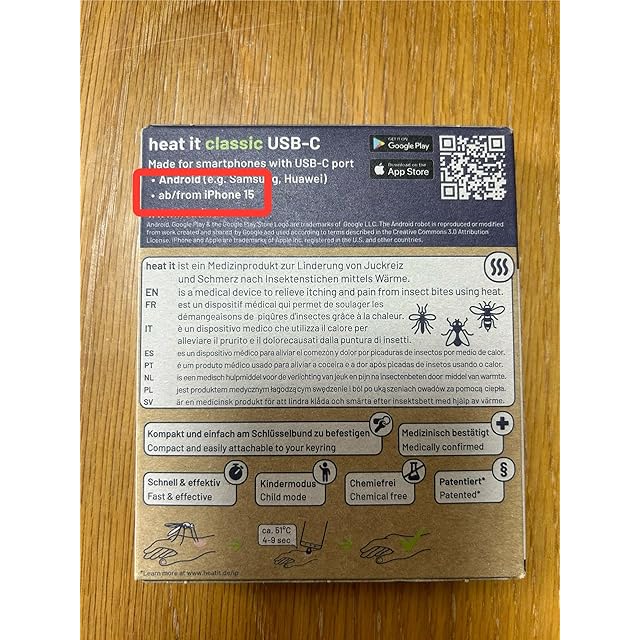 heat it classic USB-C
Made for smartphones with USB-C port
• Android (e.g. Samsung, Huawei)
• ab/from iPhone 15
GET IT ON
Google Play
Download on the
App Store
Android, Google Play & the Google Play Store Logo are trademarks of Google LLC. The Android robot is reproduced or modified
from work created and shared by Google and used according to terms described in the Creative Commons 3.0 Attribution
License. iPhone and Apple are trademarks of Apple Inc. registered in the U.S. and other countries.
heat it ist ein Medizinprodukt zur Linderung von Juckreiz
und Schmerz nach Insektenstichen mittels Wärme.
EN is a medical device to relieve itching and pain from insect bites using heat.
FR est un dispositif médical qui permet de soulager les
démangeaisons de piqûres d'insectes grâce à la chaleur.
IT è un dispositivo medico che utilizza il calore per
alleviare il prurito e il dolore causati dalla puntura di insetti.
ES es un dispositivo médico para aliviar el comezón y dolor por picaduras de insectos por medio de calor.
PT é um produto médico usado para aliviar a coceira e a dor após picadas de insectos usando o calor.
NL is een medisch hulpmiddel voor de verlichting van jeuk en pijn na insectenbeten door middel van warmte.
PL jest produktem medycznym łagodzącym swędzenie i ból po ukąszeniach owadów za pomocą ciepła.
SV är en medicinsk produkt för att lindra klåda och smärta efter insektsbett med hjälp av värme.
Kompakt und einfach am Schlüsselbund zu befestigen
Compact and easily attachable to your keyring
Medizinisch bestätigt
Medically confirmed
Schnell & effektiv
Fast & effective
Kindermodus
Child mode
Chemiefrei
Chemical free
§
Patentiert*
Patented*
ca. 51°C
4-9 sec
*Learn more at www.heatit.de/ip